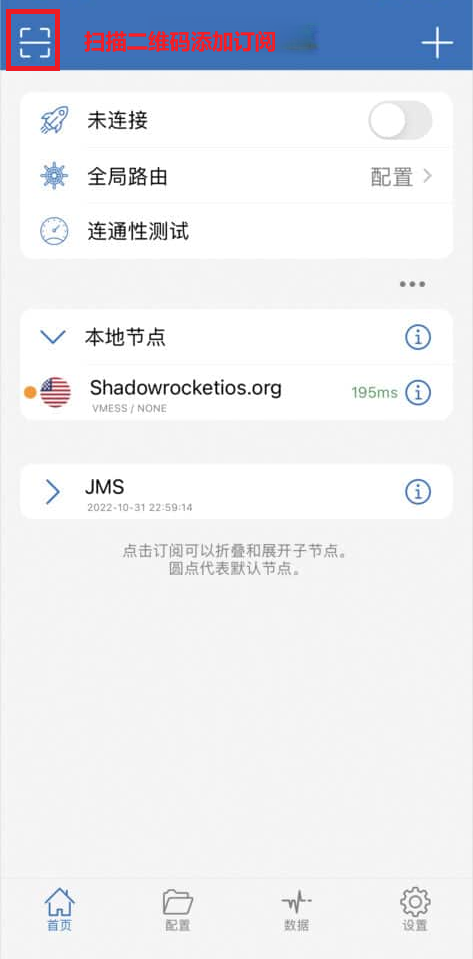 扫描二维码添加订阅
未连接
全局路由 配置
连通性测试
本地节点
Shadowrocketios.org 195ms
VMESS / NONE
JMS
2022-10-31 22:59:14
点击订阅可以折叠和展开子节点。
圆点代表默认节点。
首页 配置 数据 设置